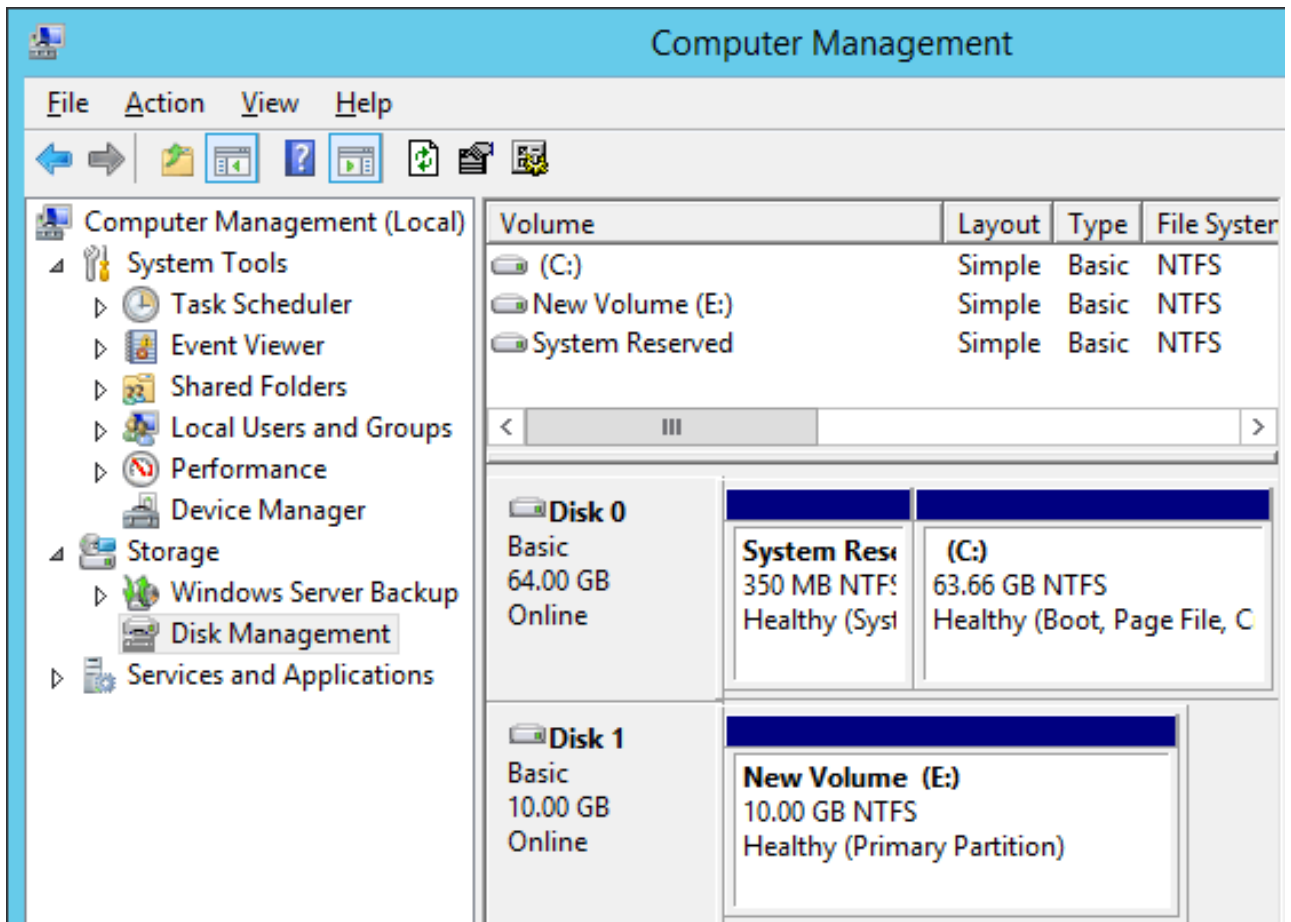 Computer Management
File Action View Help
Computer Management (Local)
System Tools
Task Scheduler
Event Viewer
Shared Folders
Local Users and Groups
Performance
Device Manager
Storage
Windows Server Backup
Disk Management
Services and Applications
Volume Layout Type File System
(C:) Simple Basic NTFS
New Volume (E:) Simple Basic NTFS
System Reserved Simple Basic NTFS
Disk 0
Basic
64.00 GB
Online
System Rese
350 MB NTFS
Healthy (Syst
(C:)
63.66 GB NTFS
Healthy (Boot, Page File, C
Disk 1
Basic
10.00 GB
Online
New Volume (E:)
10.00 GB NTFS
Healthy (Primary Partition)